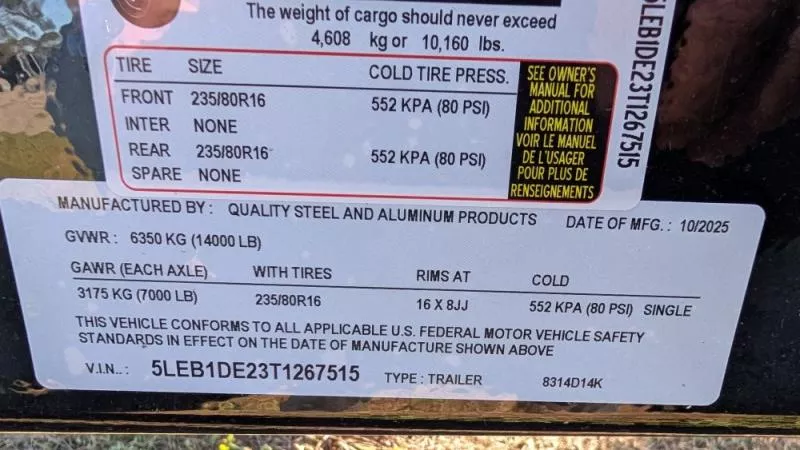 The weight of cargo should never exceed
4,608 kg or 10,160 lbs.
TIRE SIZE COLD TIRE PRESS.
FRONT 235/80R16 552 KPA (80 PSI)
INTER NONE
REAR 235/80R16 552 KPA (80 PSI)
SPARE NONE
SEE OWNER'S
MANUAL FOR
ADDITIONAL
INFORMATION
VOIR LE MANUEL
DE L'USAGER
POUR PLUS DE
RENSEIGNEMENTS
5LEB1DE23T1267515
MANUFACTURED BY : QUALITY STEEL AND ALUMINUM PRODUCTS DATE OF MFG. : 10/2025
GVWR : 6350 KG (14000 LB)
GAWR (EACH AXLE) WITH TIRES RIMS AT COLD
3175 KG (7000 LB) 235/80R16 16 X 8JJ 552 KPA (80 PSI) SINGLE
THIS VEHICLE CONFORMS TO ALL APPLICABLE U.S. FEDERAL MOTOR VEHICLE SAFETY
STANDARDS IN EFFECT ON THE DATE OF MANUFACTURE SHOWN ABOVE
V.I.N.. : 5LEB1DE23T1267515 TYPE : TRAILER 8314D14K